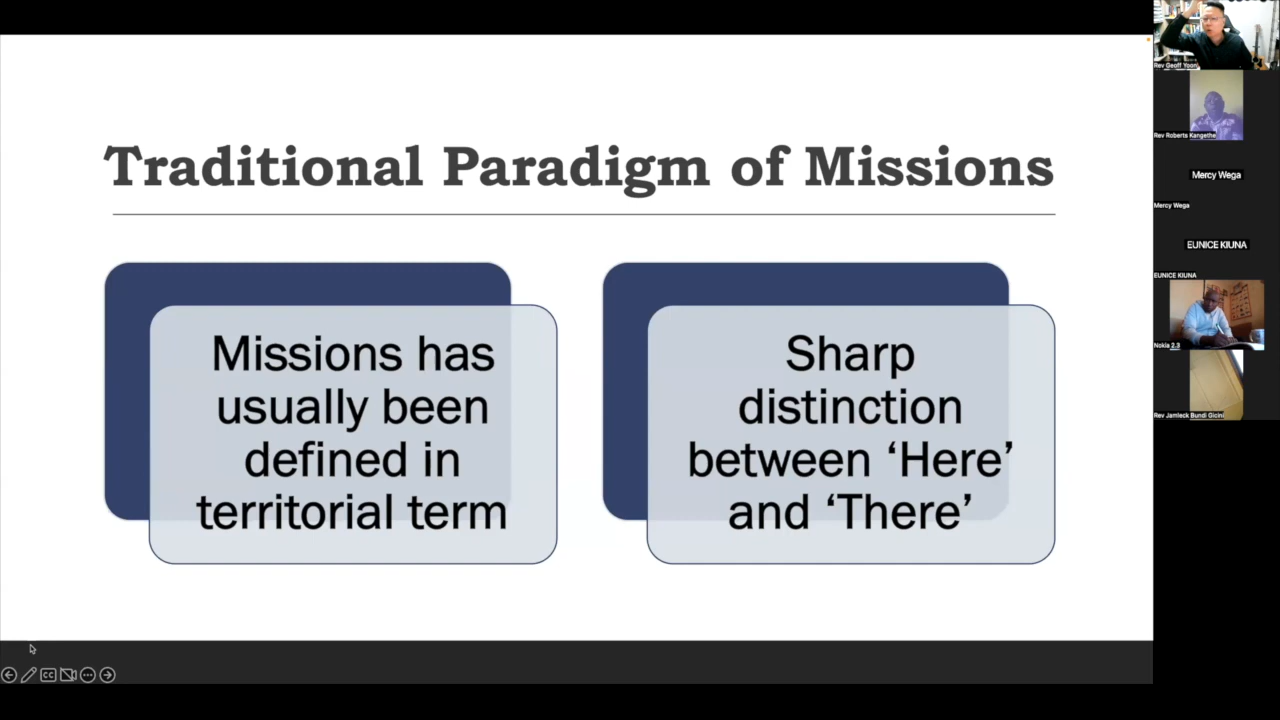 Traditional Paradigm of Missions
Missions has
usually been
defined in
territorial term
Sharp
distinction
between ‘Here’
and ‘There’
Rev Geoff Yoon
Rev Roberts Kangethe
Mercy Wega
Mercy Wega
EUNICE KIUNA
EUNICE KIUNA
Nokia 2.3
Rev Jamleck Bundi Gicini
CC